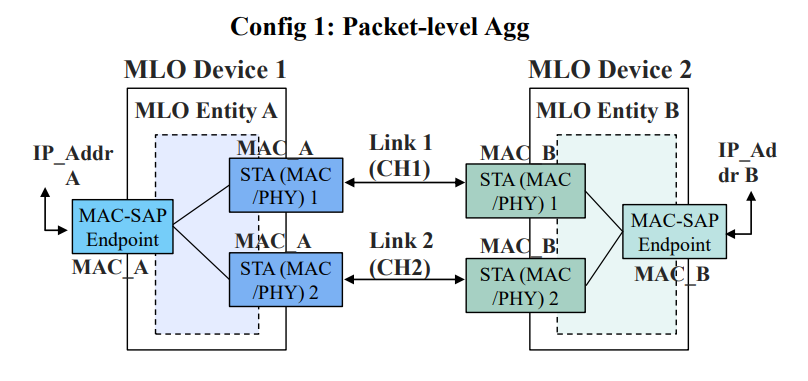 Config 1: Packet-level Agg
MLO Device 1
MLO Entity A
IP_Addr
A
MAC-SAP
Endpoint
MAC_A
MAC_A
STA (MAC
/PHY) 1
MAC_A
STA (MAC
/PHY) 2
Link 1
(CH1)
Link 2
(CH2)
MLO Device 2
MLO Entity B
MAC_B
STA (MAC
/PHY) 1
MAC_B
STA (MAC
/PHY) 2
MAC-SAP
Endpoint
MAC_B
IP_Ad
dr B